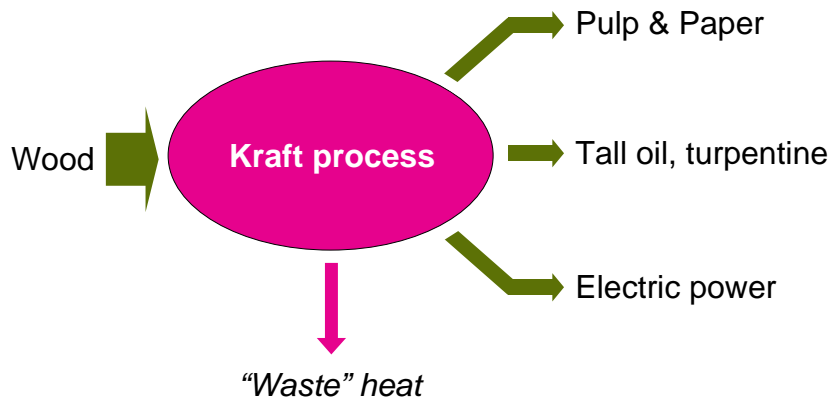 Pulp & Paper
Wood
Kraft process
Tall oil, turpentine
Electric power
“Waste” heat